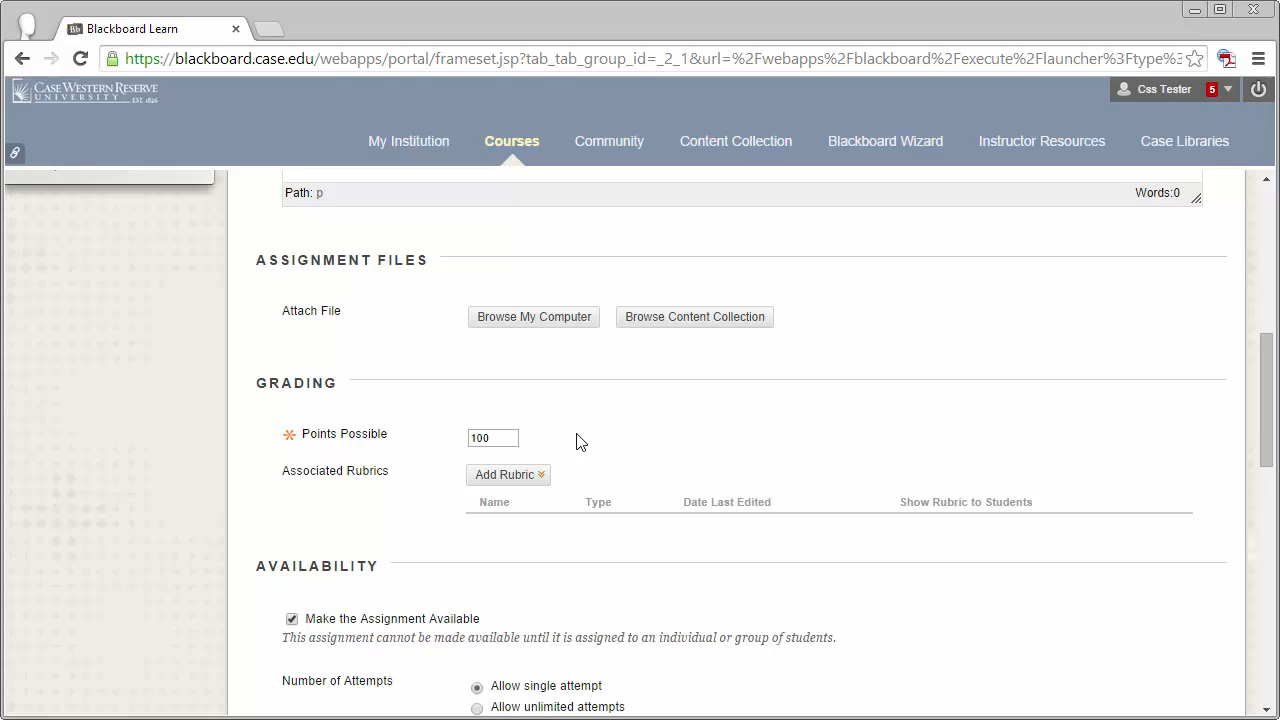 Blackboard Learn
https://blackboard.case.edu/webapps/portal/frameset.jsp?tab_tab_group_id=_2_1&url=%2Fwebapps%2Fblackboard%2Fexecute%2Flauncher%3Ftype%3
CASE WESTERN RESERVE
UNIVERSITY EST. 1826
Css Tester 5
My Institution Courses Community Content Collection Blackboard Wizard Instructor Resources Case Libraries
Path: p Words:0
ASSIGNMENT FILES
Attach File Browse My Computer Browse Content Collection
GRADING
Points Possible 100
Associated Rubrics Add Rubric
Name Type Date Last Edited Show Rubric to Students
AVAILABILITY
Make the Assignment Available
This assignment cannot be made available until it is assigned to an individual or group of students.
Number of Attempts Allow single attempt
Allow unlimited attempts